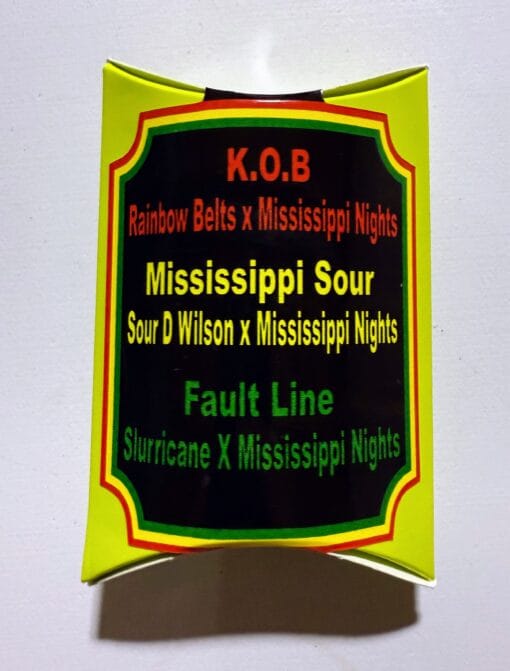 K.O.B
Rainbow Belts x Mississippi Nights
Mississippi Sour
Sour D Wilson x Mississippi Nights
Fault Line
Slurricane X Mississippi Nights